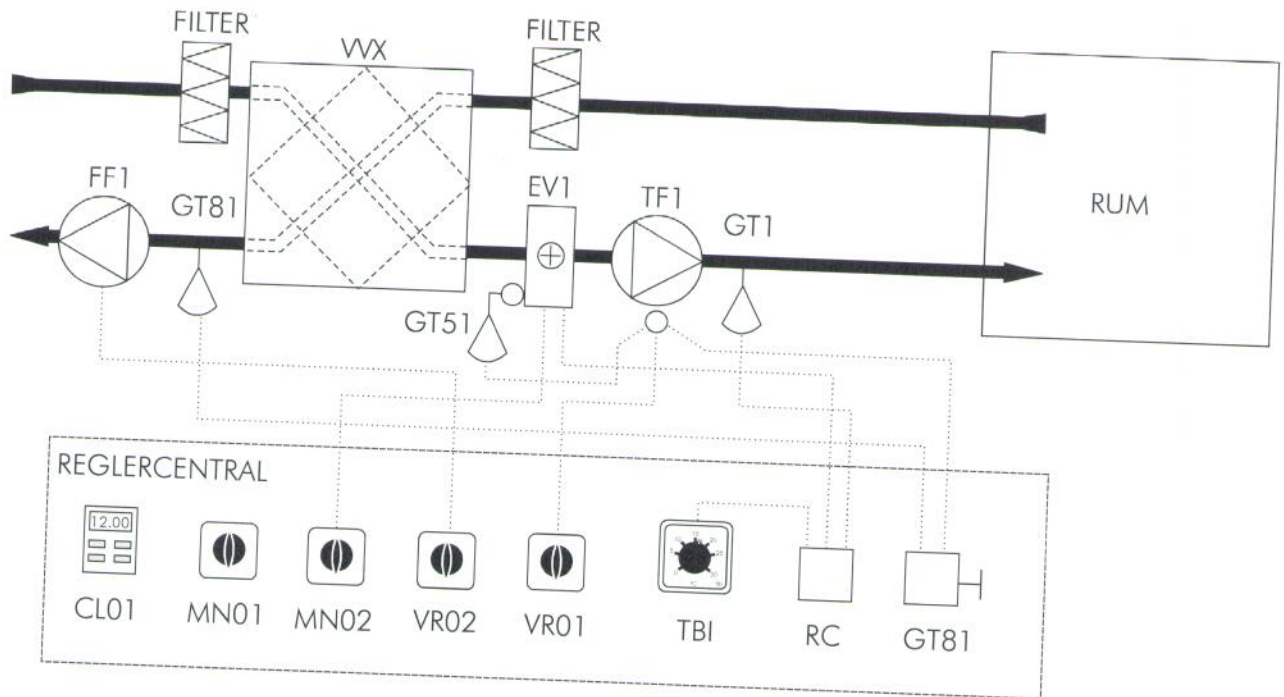 FILTER
VVX
FILTER
FF1
GT81
EV1
TF1
GT1
RUM
GT51
REGLERCENTRAL
12.00
CL01
MN01
MN02
VR02
VR01
TBI
RC
GT81